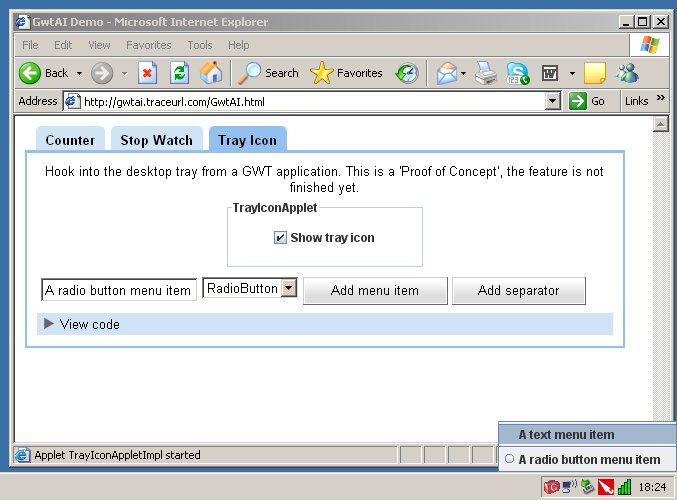 GwtAI Demo - Microsoft Internet Explorer
File Edit View Favorites Tools Help
Back Search Favorites
Address http://gwtai.traceurl.com/GwtAI.html Go Links »
Counter Stop Watch Tray Icon
Hook into the desktop tray from a GWT application. This is a 'Proof of Concept', the feature is not
finished yet.
TrayIconApplet
Show tray icon
A radio button menu item RadioButton Add menu item Add separator
View code
Applet TrayIconAppletImpl started
A text menu item
A radio button menu item
18:24